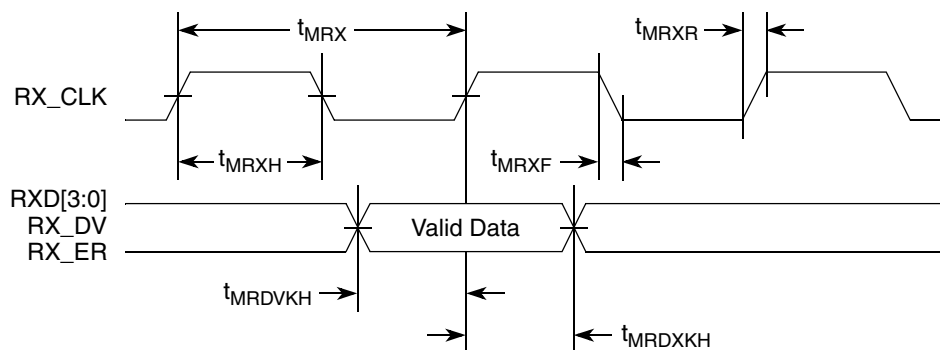 tMRX
tMRXR
RX_CLK
tMRXH
tMRXF
RXD[3:0]
RX_DV
RX_ER
Valid Data
tMRDVKH
tMRDXKH